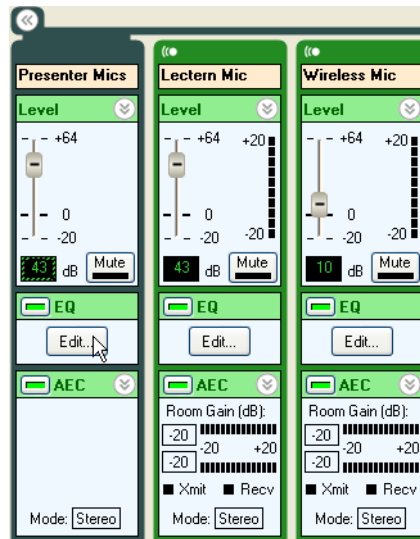 Presenter Mics
Level
+64
0
-20
43 dB Mute
EQ
Edit...
AEC
Mode: Stereo
Lectern Mic
Level
+64 +20
0
-20 -20
43 dB Mute
EQ
Edit...
AEC
Room Gain (dB):
-20
-20 +20
-20
Xmit Recv
Mode: Stereo
Wireless Mic
Level
+64 +20
0
-20 -20
10 dB Mute
EQ
Edit...
AEC
Room Gain (dB):
-20
-20 +20
-20
Xmit Recv
Mode: Stereo